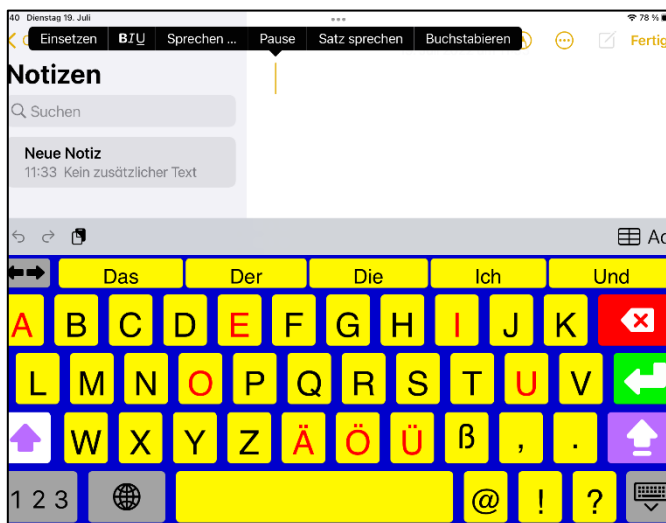 40 Dienstag 19. Juli
78 %
Einsetzen BIU Sprechen ... Pause Satz sprechen Buchstabieren
Fertig
Notizen
Suchen
Neue Notiz
11:33 Kein zusätzlicher Text
Das Der Die Ich Und
A B C D E F G H I J K
L M N O P Q R S T U V
W X Y Z Ä Ö Ü ß , .
1 2 3 @ ! ?